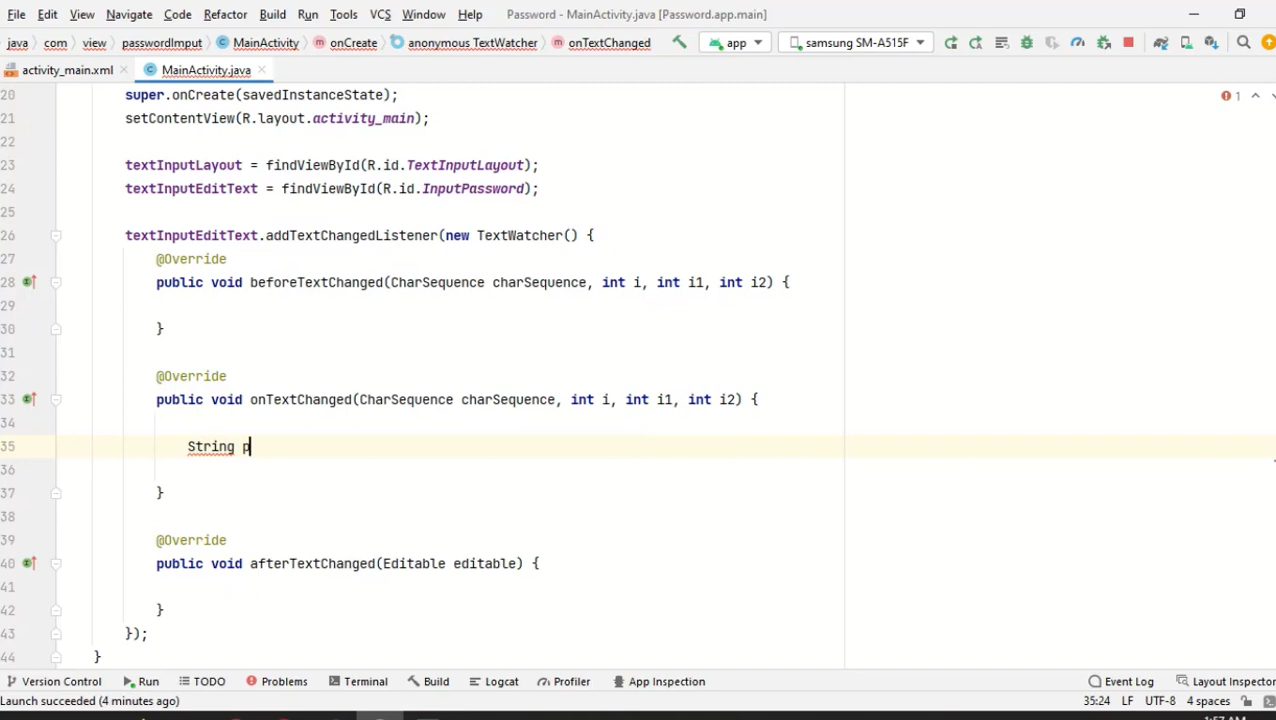 File Edit View Navigate Code Refactor Build Run Tools VCS Window Help Password - MainActivity.java [Password.app.main]
java com view passwordImput MainActivity onCreate anonymous TextWatcher onTextChanged app samsung SM-A515F
activity_main.xml MainActivity.java
20 super.onCreate(savedInstanceState); 1
21 setContentView(R.layout.activity_main);
22
23 textInputLayout = findViewById(R.id.TextInputLayout);
24 textInputEditText = findViewById(R.id.InputPassword);
25
26 textInputEditText.addTextChangedListener(new TextWatcher() {
27 @Override
28 public void beforeTextChanged(CharSequence charSequence, int i, int i1, int i2) {
29
30 }
31
32 @Override
33 public void onTextChanged(CharSequence charSequence, int i, int i1, int i2) {
34
35 String p
36
37 }
38
39 @Override
40 public void afterTextChanged(Editable editable) {
41
42 }
43 });
44 }
Version Control Run TODO Problems Terminal Build Logcat Profiler App Inspection Event Log Layout Inspector
Launch succeeded (4 minutes ago) 35:24 LF UTF-8 4 spaces